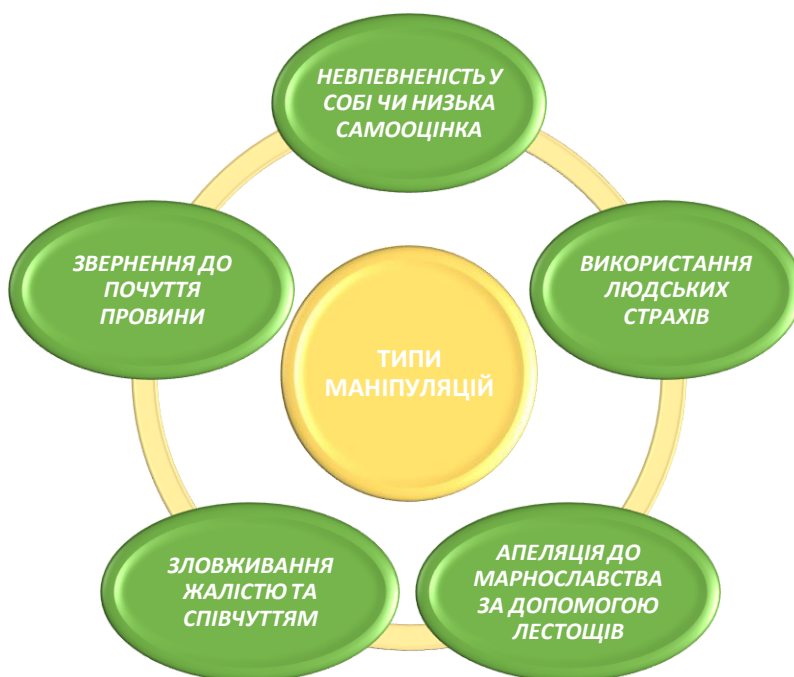 НЕВПЕВНЕНІСТЬ У
СОБІ ЧИ НИЗЬКА
САМООЦІНКА
ВИКОРИСТАННЯ
ЛЮДСЬКИХ
СТРАХІВ
АПЕЛЯЦІЯ ДО
МАРНОСЛАВСТВА
ЗА ДОПОМОГОЮ
ЛЕСТОЩІВ
ЗЛОВЖИВАННЯ
ЖАЛІСТЮ ТА
СПІВЧУТТЯМ
ЗВЕРНЕННЯ ДО
ПОЧУТТЯ
ПРОВИНИ
ТИПИ
МАНІПУЛЯЦІЙ